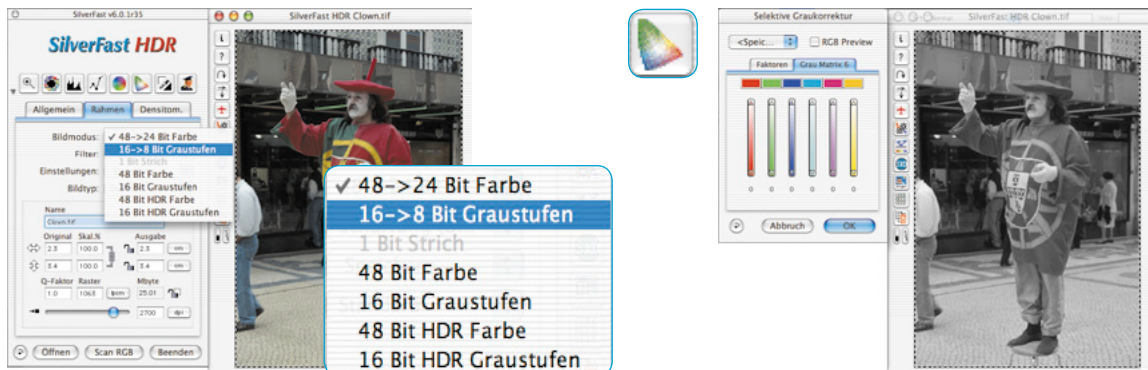 SilverFast v6.0.1r35
SilverFast HDR
Allgemein Rahmen Densitom.
Bildmodus: ✓ 48->24 Bit Farbe
16->8 Bit Graustufen
Filter: 1 Bit Strich
Einstellungen: 48 Bit Farbe
16 Bit Graustufen
Bildtyp: 48 Bit HDR Farbe
16 Bit HDR Graustufen
Name
Clown.tif
Original Skal.% Ausgabe
2.5 100.0 2.5 cm
3.4 100.0 3.4 cm
Q-Faktor Raster Mbyte
1.0 1063 lpcm 25.01
2700 dpi
Öffnen Scan RGB Beenden
SilverFast HDR Clown.tif
✓ 48->24 Bit Farbe
16->8 Bit Graustufen
1 Bit Strich
48 Bit Farbe
16 Bit Graustufen
48 Bit HDR Farbe
16 Bit HDR Graustufen
Selektive Graukorrektur
<Speic... RGB Preview
Faktoren Grau Matrix 6
0 0 0 0 0 0
Abbruch OK
SilverFast HDR Clown.tif